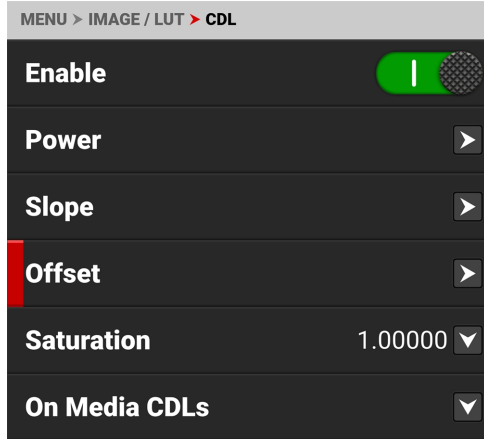 MENU > IMAGE / LUT > CDL
Enable
Power
Slope
Offset
Saturation 1.00000
On Media CDLs